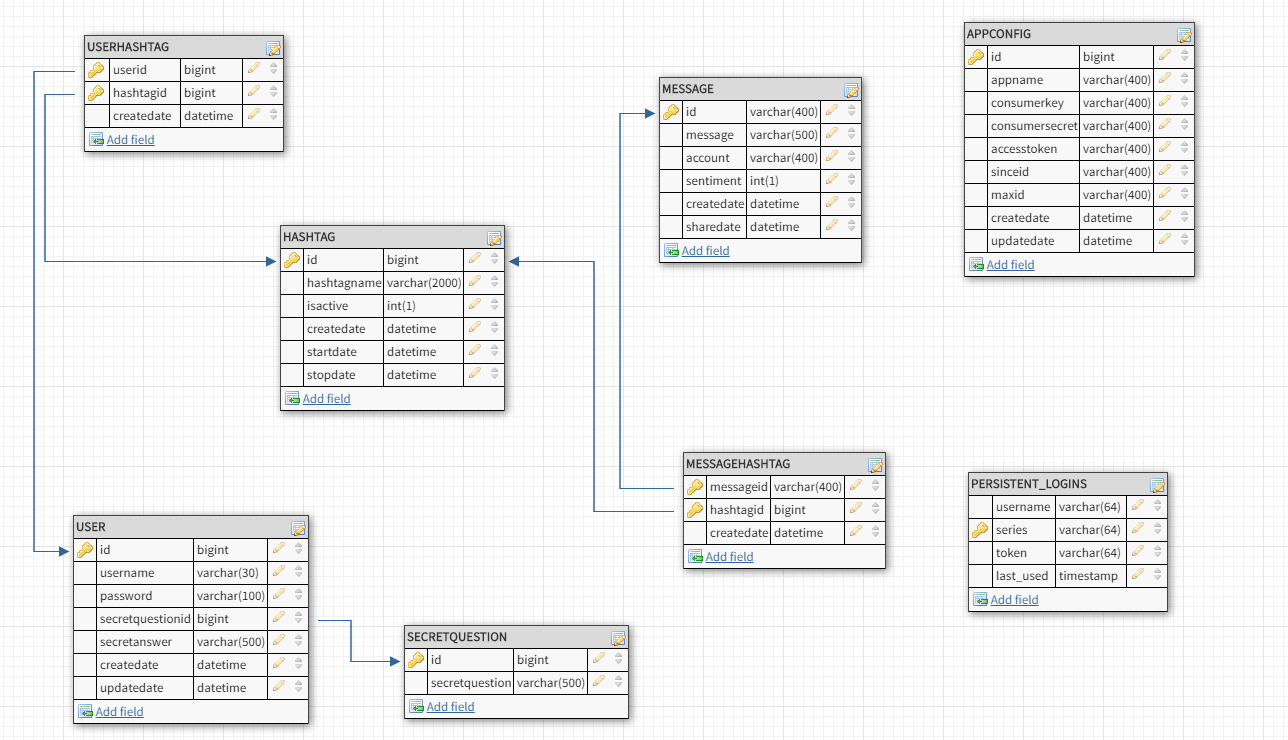 USERHASHTAG
userid bigint
hashtagid bigint
createdate datetime
Add field
MESSAGE
id varchar(400)
message varchar(500)
account varchar(400)
sentiment int(1)
createdate datetime
sharedate datetime
Add field
APPCONFIG
id bigint
appname varchar(400)
consumerkey varchar(400)
consumersecret varchar(400)
accesstoken varchar(400)
sinceid varchar(400)
maxid varchar(400)
createdate datetime
updatedate datetime
Add field
HASHTAG
id bigint
hashtagname varchar(2000)
isactive int(1)
createdate datetime
startdate datetime
stopdate datetime
Add field
MESSAGEHASHTAG
messageid varchar(400)
hashtagid bigint
createdate datetime
Add field
PERSISTENT_LOGINS
username varchar(64)
series varchar(64)
token varchar(64)
last_used timestamp
Add field
USER
id bigint
username varchar(30)
password varchar(100)
secretquestionid bigint
secretanswer varchar(500)
createdate datetime
updatedate datetime
Add field
SECRETQUESTION
id bigint
secretquestion varchar(500)
Add field